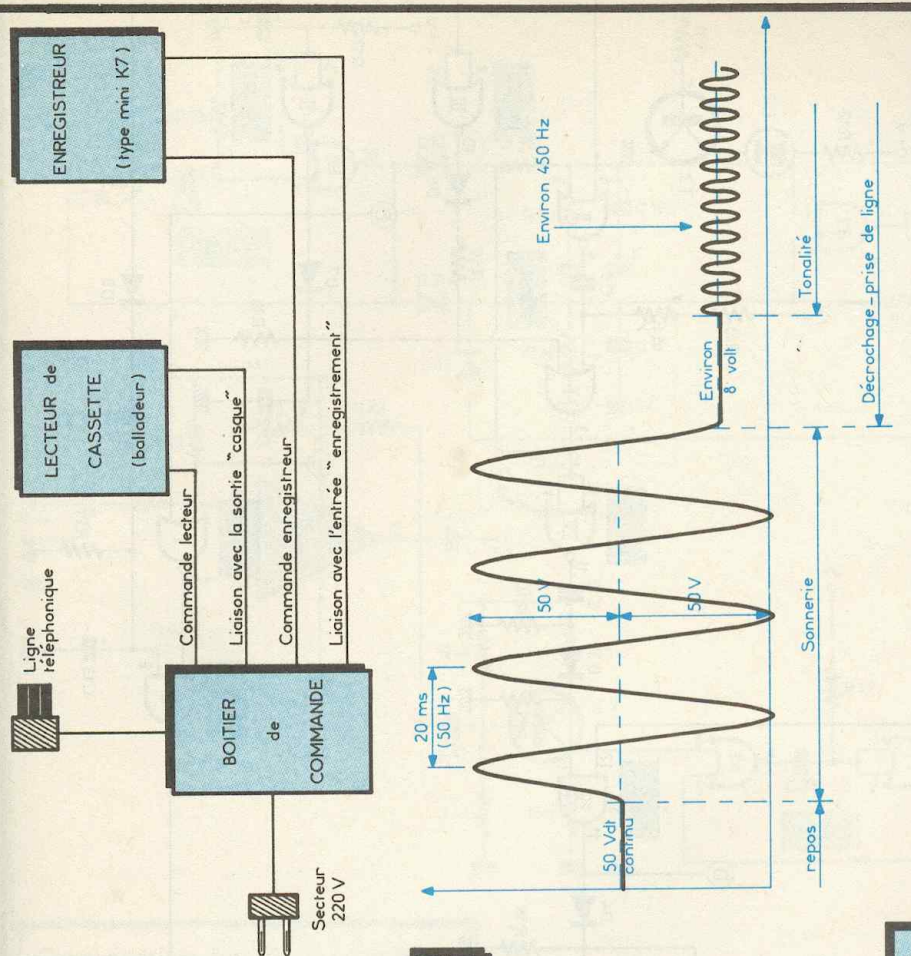 ENREGISTREUR
(type mini K7)
LECTEUR de
CASSETTE
(balladeur)
Ligne
téléphonique
Commande lecteur
Liaison avec la sortie "casque"
Commande enregistreur
Liaison avec l'entrée "enregistrement"
BOITIER
de
COMMANDE
Secteur
220 V
50 Vdt
continu
20 ms
(50 Hz)
50 V
50 V
Environ
8 volt
Environ 450 Hz
repos
Sonnerie
Tonalité
Décrochage-prise de ligne